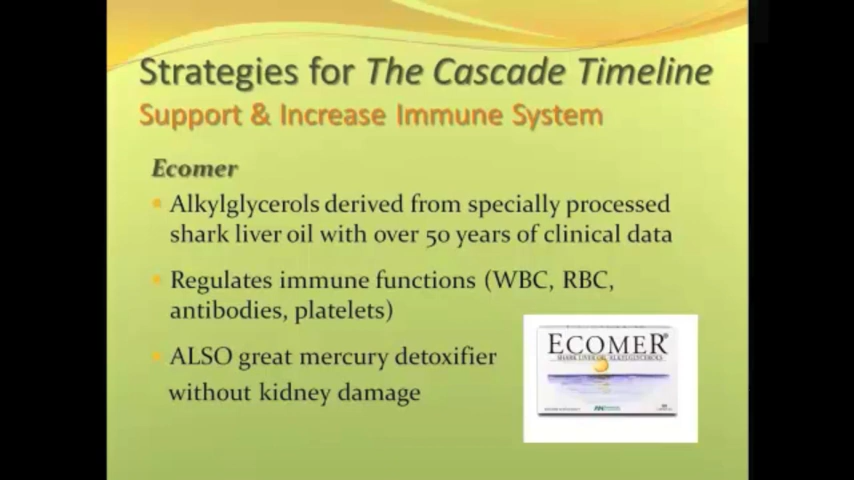 Strategies for The Cascade Timeline
Support & Increase Immune System
Ecomer
Alkylglycerols derived from specially processed
shark liver oil with over 50 years of clinical data
Regulates immune functions (WBC, RBC,
antibodies, platelets)
ALSO great mercury detoxifier
without kidney damage
ECOMER®
SHARK LIVER OIL ALKYLGLYCEROLS